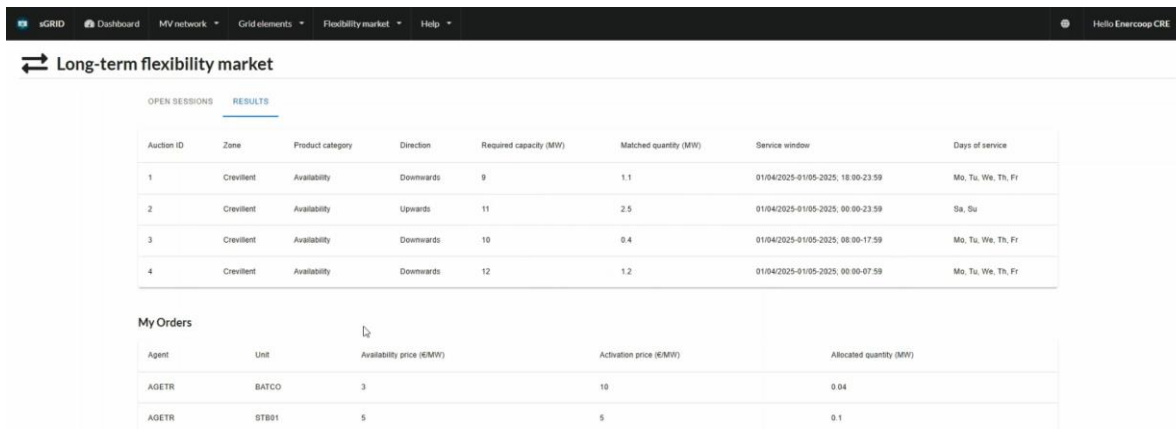 sGRID Dashboard MV network Grid elements Flexibility market Help Hello Enercoop CRE
Long-term flexibility market
OPEN SESSIONS RESULTS
Auction ID Zone Product category Direction Required capacity (MW) Matched quantity (MW) Service window Days of service
1 Crevillent Availability Downwards 9 1.1 01/04/2025-01/05-2025; 18:00-23:59 Mo, Tu, We, Th, Fr
2 Crevillent Availability Upwards 11 2.5 01/04/2025-01/05-2025; 00:00-23:59 Sa, Su
3 Crevillent Availability Downwards 10 0.4 01/04/2025-01/05-2025; 08:00-17:59 Mo, Tu, We, Th, Fr
4 Crevillent Availability Downwards 12 1.2 01/04/2025-01/05-2025; 00:00-07:59 Mo, Tu, We, Th, Fr
My Orders
Agent Unit Availability price (€/MW) Activation price (€/MW) Allocated quantity (MW)
AGETR BATCO 3 10 0.04
AGETR STB01 5 5 0.1